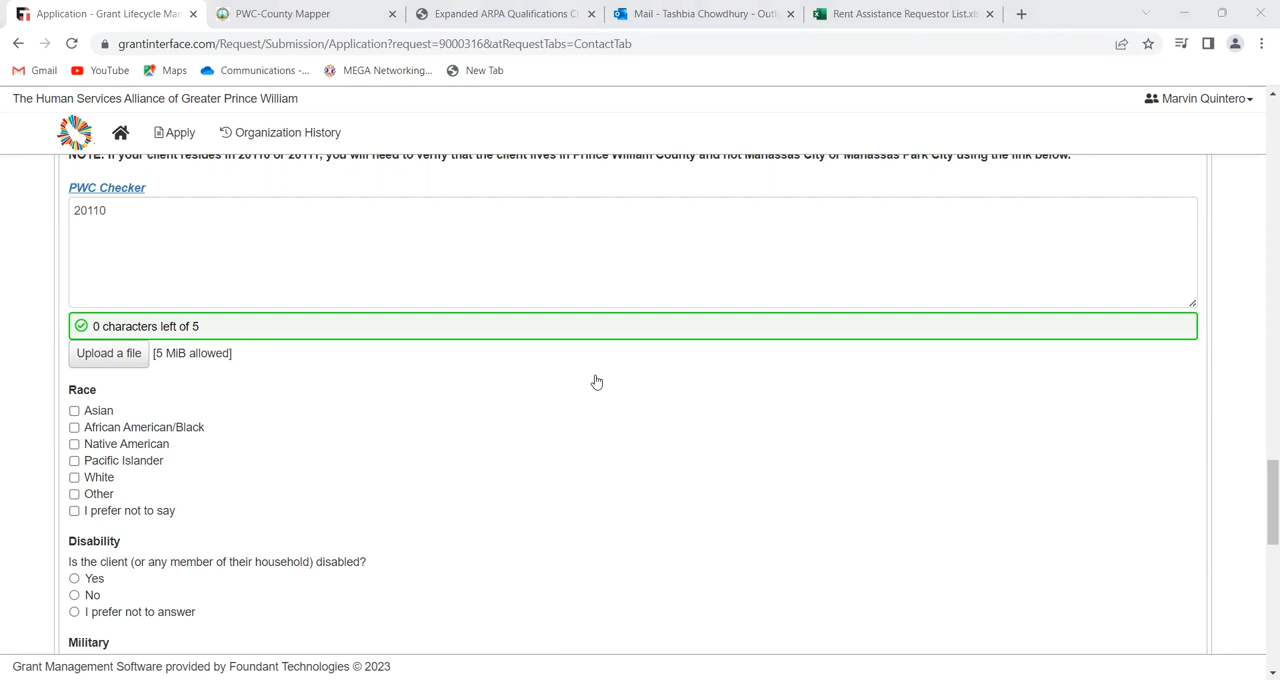 Application - Grant Lifecycle Mar
PWC-County Mapper
Expanded ARPA Qualifications C
Mail - Tashbia Chowdhury - Outl
Rent Assistance Requestor List.xl
grantinterface.com/Request/Submission/Application?request=9000316&atRequestTabs=ContactTab
Gmail
YouTube
Maps
Communications -...
MEGA Networking...
New Tab
The Human Services Alliance of Greater Prince William
Marvin Quintero
Apply
Organization History
NOTE: If your client resides in 20110 or 20111, you will need to verify that the client lives in Prince William County and not Manassas City or Manassas Park City using the link below.
PWC Checker
20110
0 characters left of 5
Upload a file [5 MiB allowed]
Race
Asian
African American/Black
Native American
Pacific Islander
White
Other
I prefer not to say
Disability
Is the client (or any member of their household) disabled?
Yes
No
I prefer not to answer
Military
Grant Management Software provided by Foundant Technologies © 2023